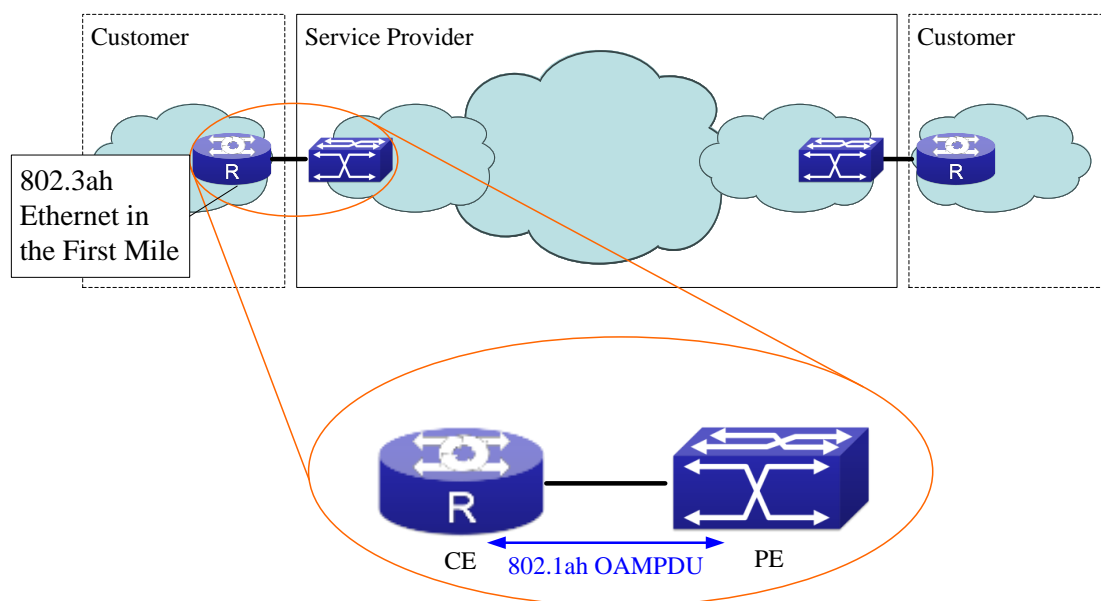 Customer
Service Provider
Customer
802.3ah
Ethernet in
the First Mile
R
R
R
CE
802.1ah OAMPDU
PE